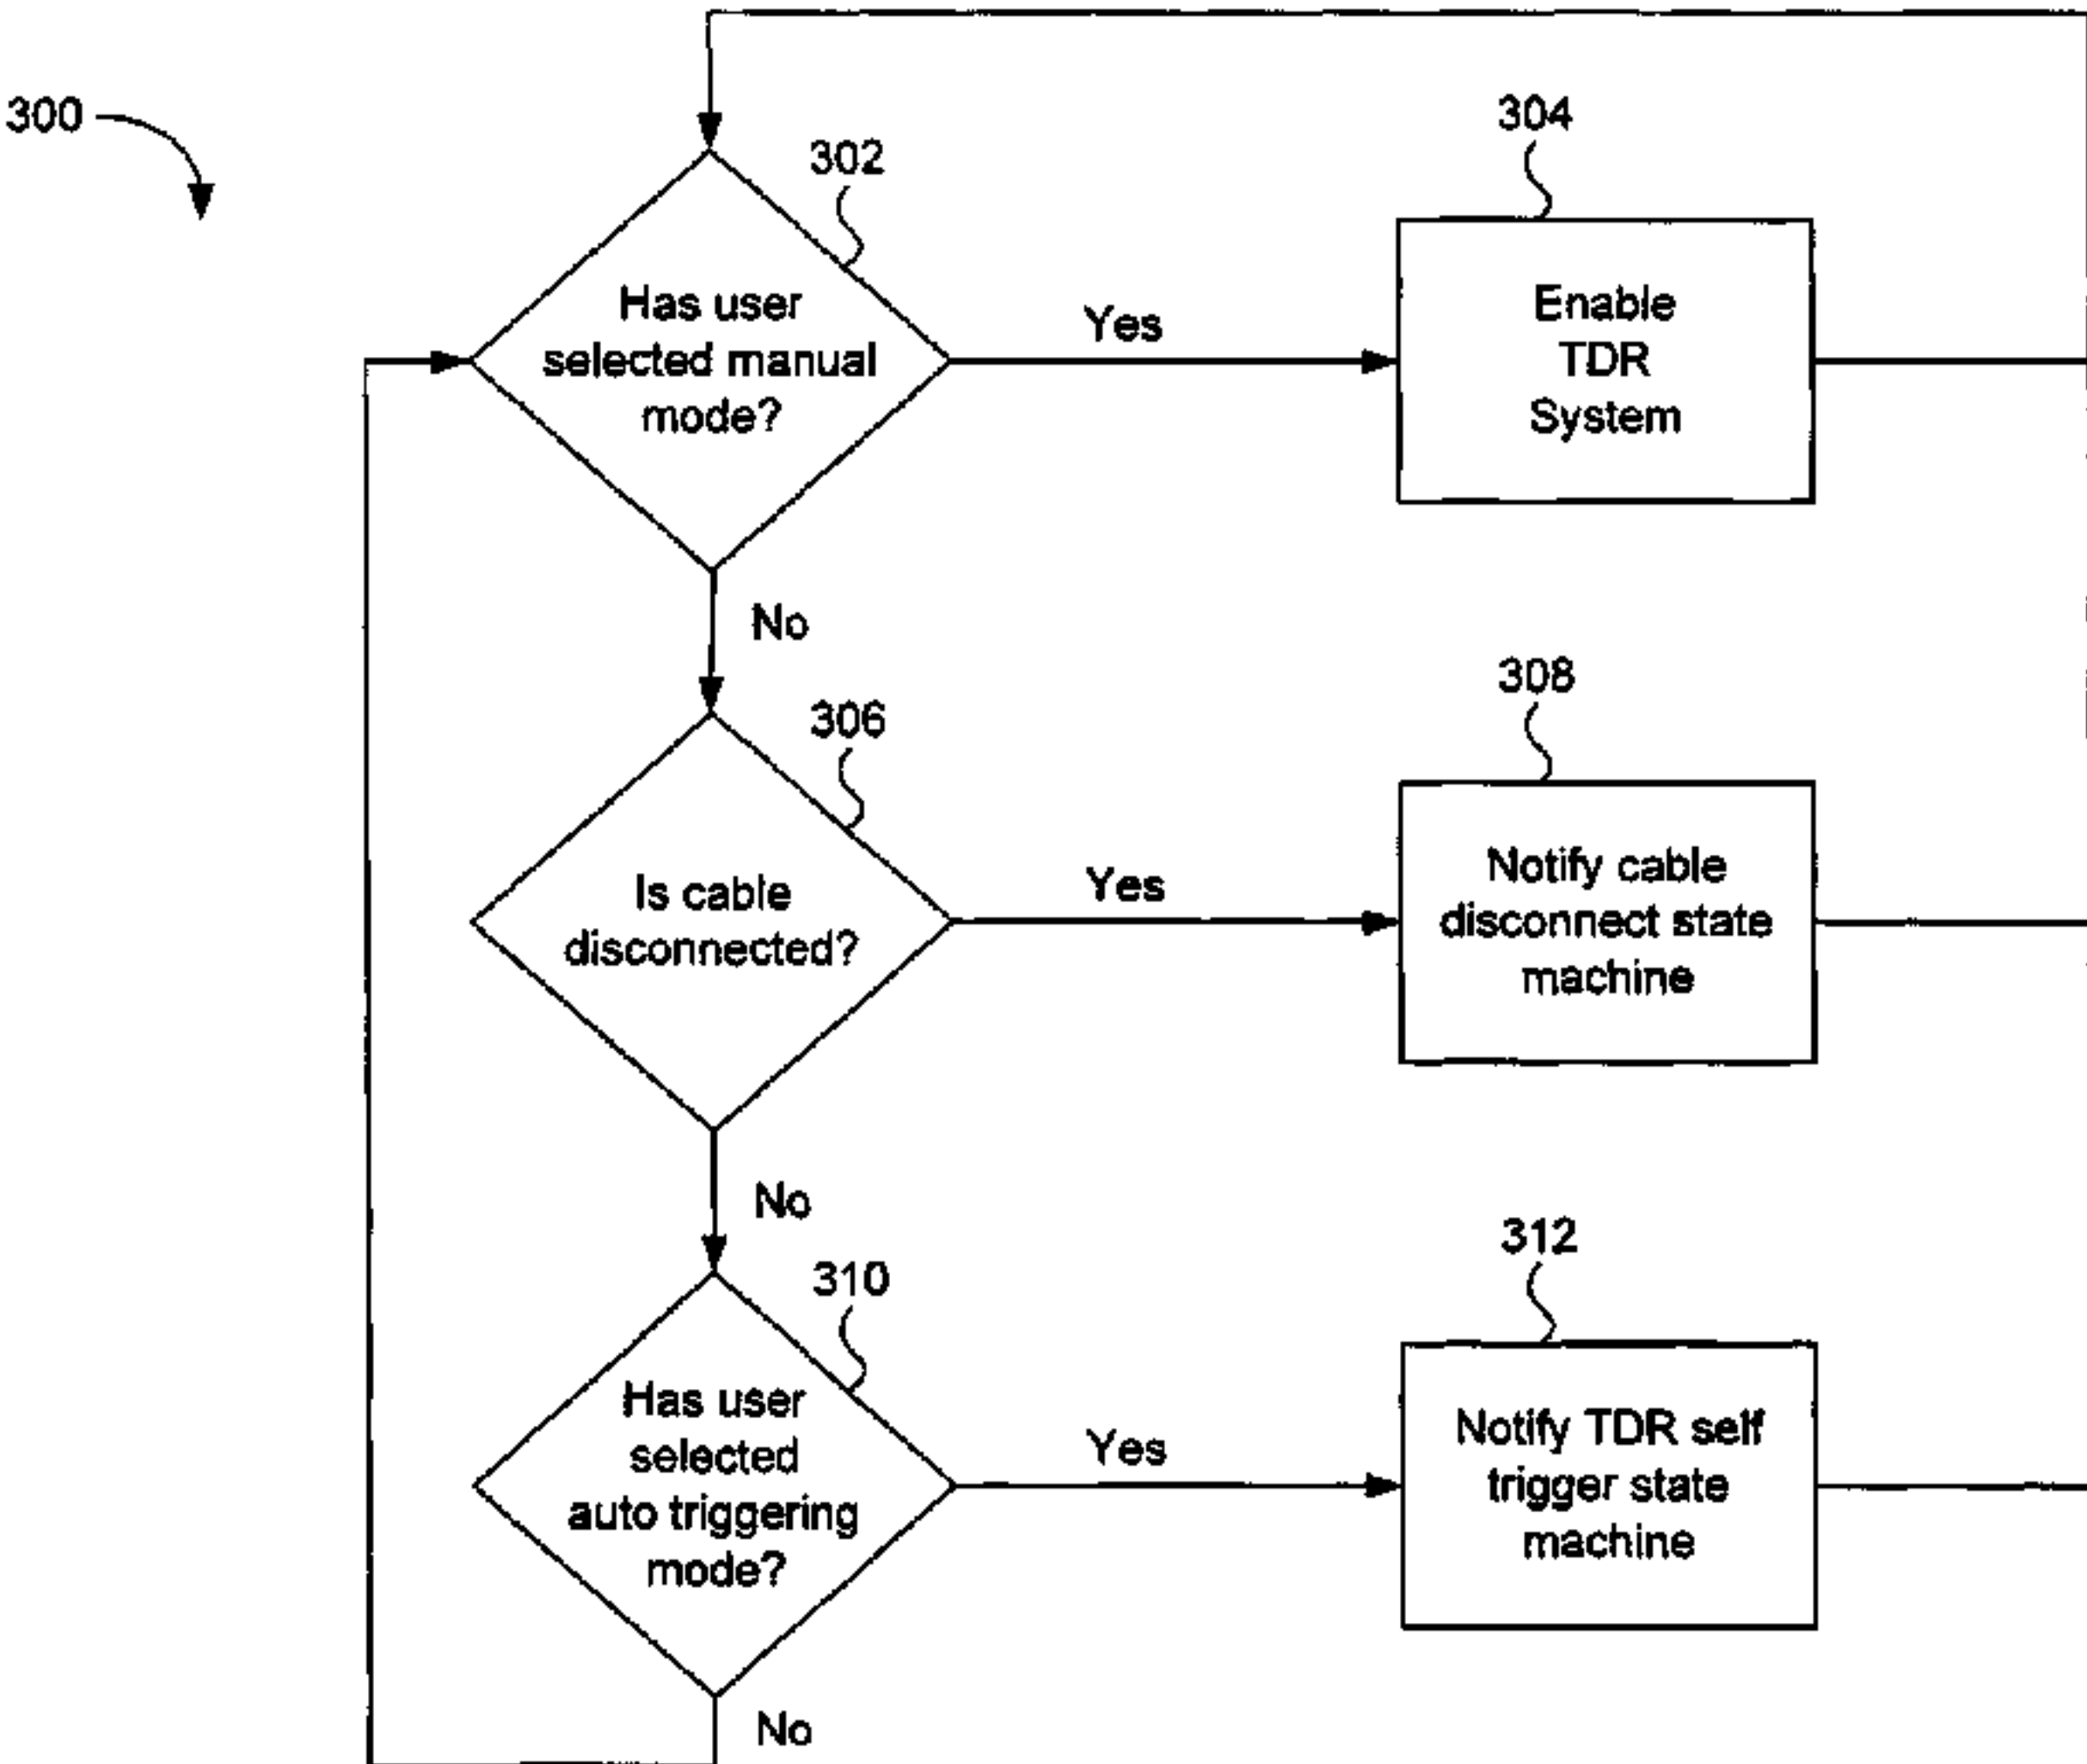 300
302
Has user
selected manual
mode?
Yes
304
Enable
TDR
System
No
306
Is cable
disconnected?
Yes
308
Notify cable
disconnect state
machine
No
310
Has user
selected
auto triggering
mode?
Yes
312
Notify TDR self
trigger state
machine
No